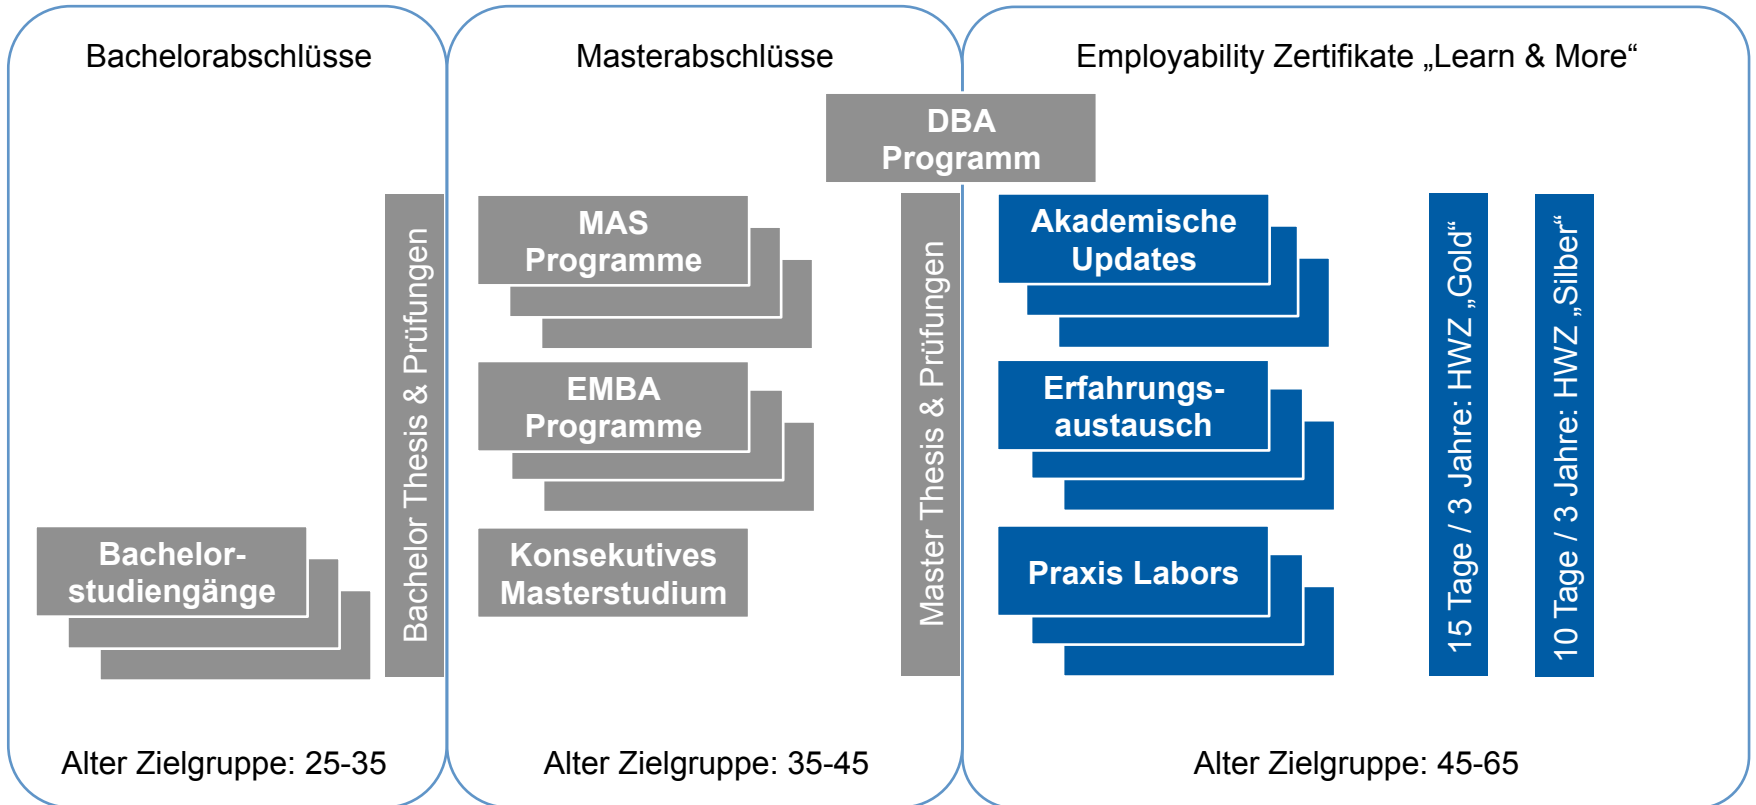 Bachelorabschlüsse
Masterabschlüsse
Employability Zertifikate „Learn & More“
DBA
Programm
Bachelor-
studiengänge
Bachelor Thesis & Prüfungen
MAS
Programme
EMBA
Programme
Konsekutives
Masterstudium
Master Thesis & Prüfungen
Akademische
Updates
Erfahrungs-
austausch
Praxis Labors
15 Tage / 3 Jahre: HWZ „Gold“
10 Tage / 3 Jahre: HWZ „Silber“
Alter Zielgruppe: 25-35
Alter Zielgruppe: 35-45
Alter Zielgruppe: 45-65